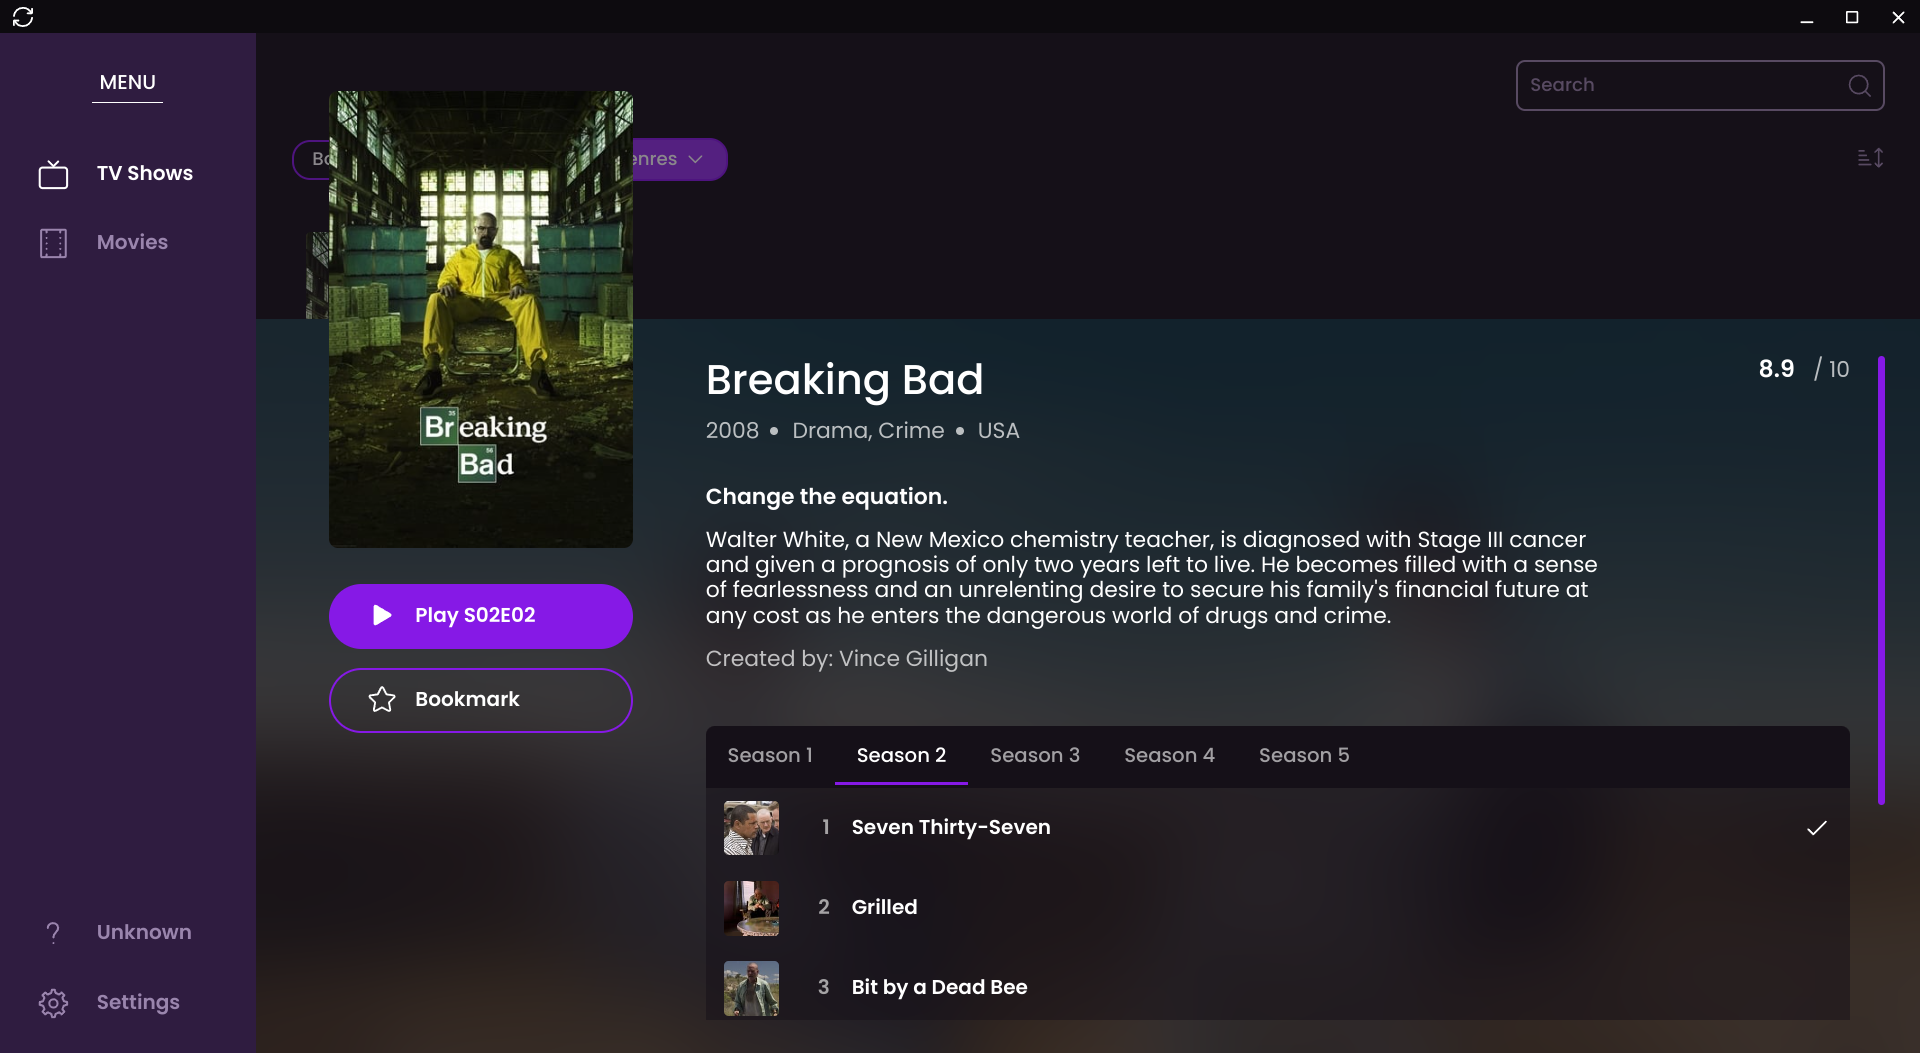 MENU
TV Shows
Movies
Unknown
Settings
Search
Breaking
Bad
Play S02E02
Bookmark
Breaking Bad
8.9 / 10
2008 • Drama, Crime • USA
Change the equation.
Walter White, a New Mexico chemistry teacher, is diagnosed with Stage III cancer
and given a prognosis of only two years left to live. He becomes filled with a sense
of fearlessness and an unrelenting desire to secure his family's financial future at
any cost as he enters the dangerous world of drugs and crime.
Created by: Vince Gilligan
Season 1 Season 2 Season 3 Season 4 Season 5
1 Seven Thirty-Seven
2 Grilled
3 Bit by a Dead Bee